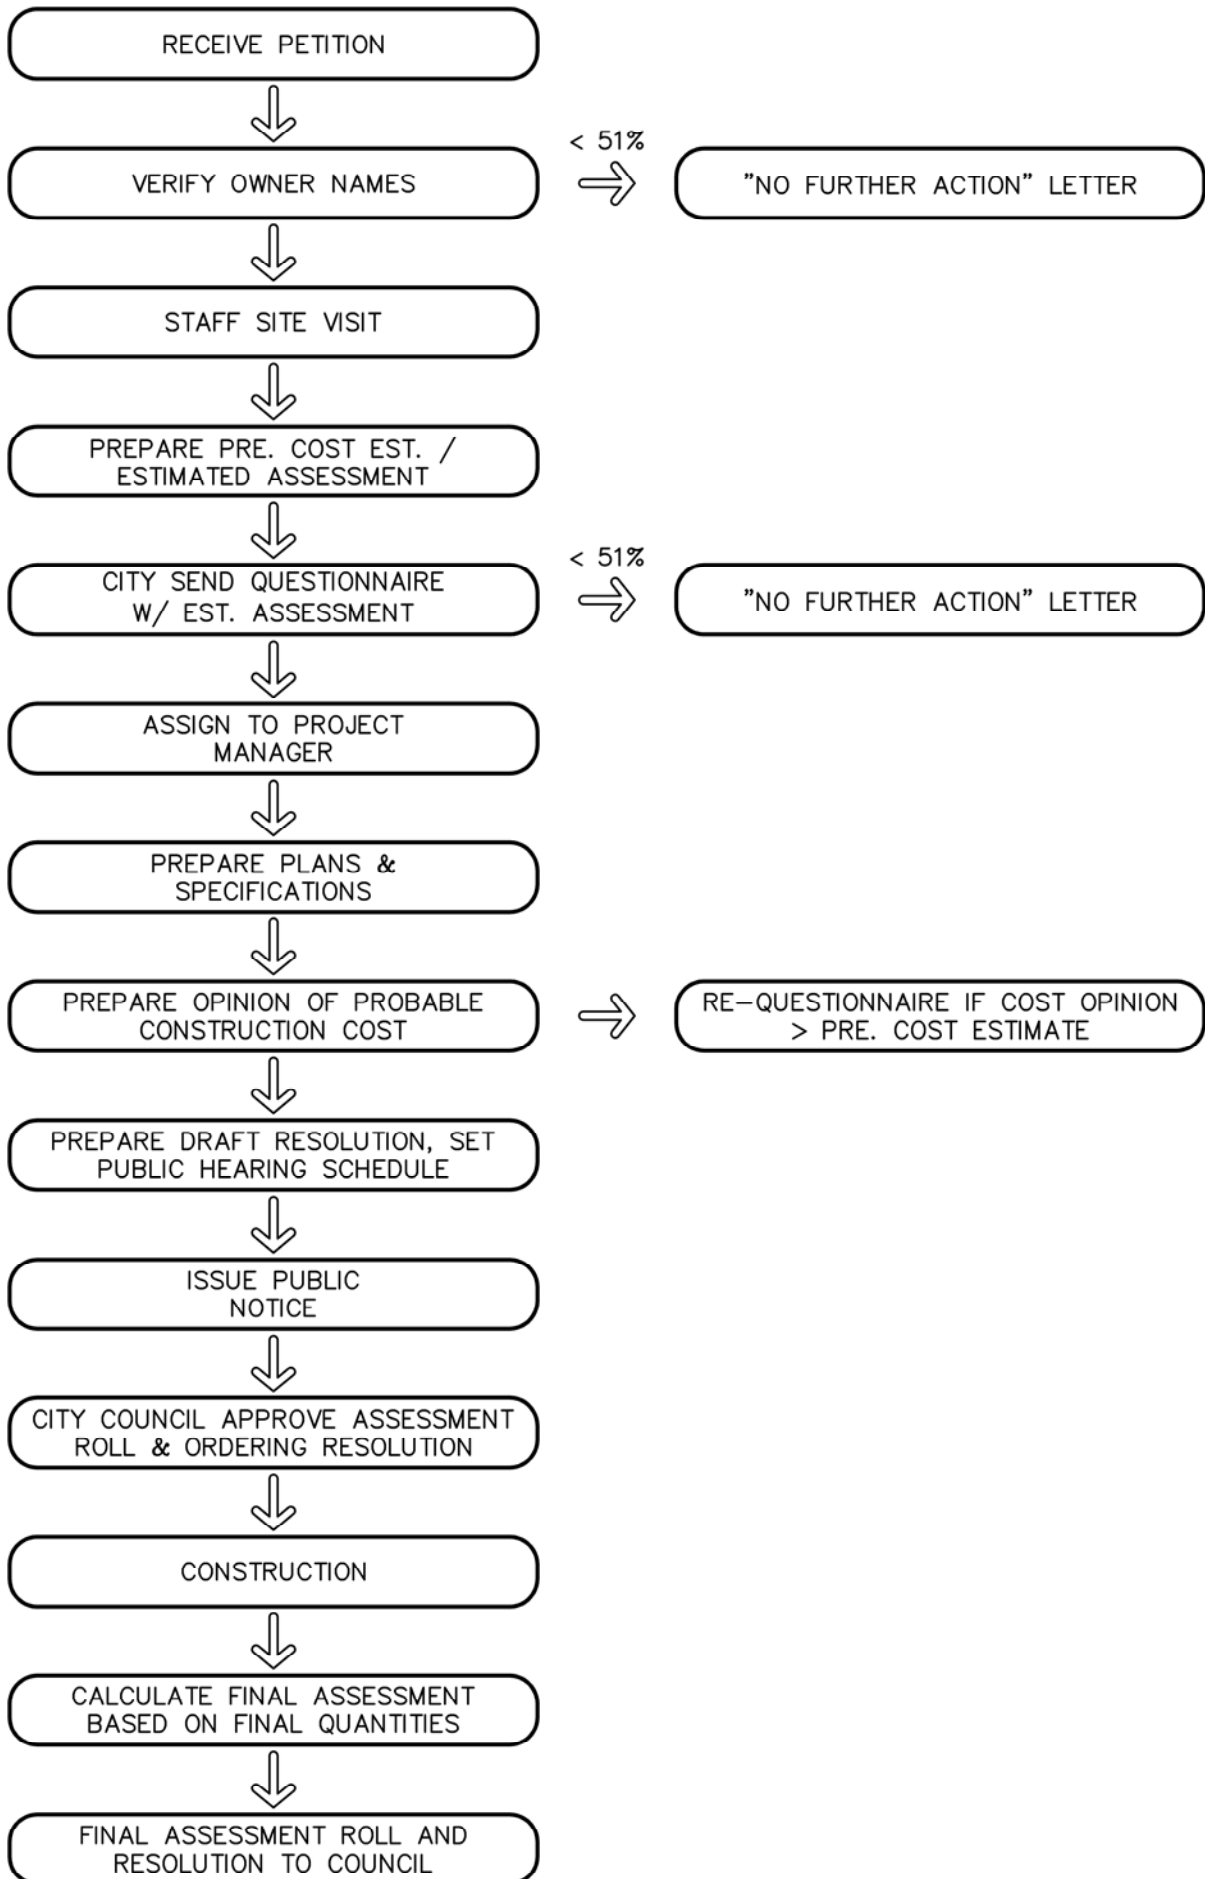 RECEIVE PETITION
< 51%
VERIFY OWNER NAMES
"NO FURTHER ACTION" LETTER
STAFF SITE VISIT
PREPARE PRE. COST EST. /
ESTIMATED ASSESSMENT
< 51%
CITY SEND QUESTIONNAIRE
W/ EST. ASSESSMENT
"NO FURTHER ACTION" LETTER
ASSIGN TO PROJECT
MANAGER
PREPARE PLANS &
SPECIFICATIONS
PREPARE OPINION OF PROBABLE
CONSTRUCTION COST
RE-QUESTIONNAIRE IF COST OPINION
> PRE. COST ESTIMATE
PREPARE DRAFT RESOLUTION, SET
PUBLIC HEARING SCHEDULE
ISSUE PUBLIC
NOTICE
CITY COUNCIL APPROVE ASSESSMENT
ROLL & ORDERING RESOLUTION
CONSTRUCTION
CALCULATE FINAL ASSESSMENT
BASED ON FINAL QUANTITIES
FINAL ASSESSMENT ROLL AND
RESOLUTION TO COUNCIL